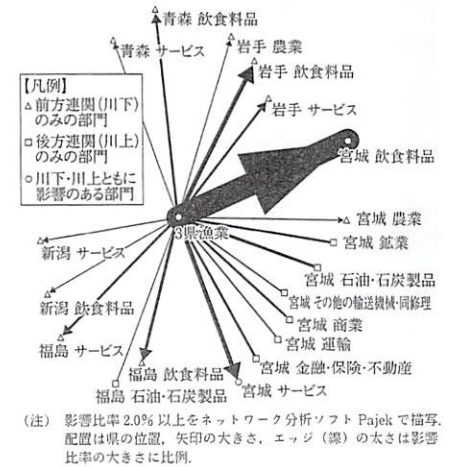 青森 飲食料品
青森 サービス
岩手 農業
岩手 飲食料品
岩手 サービス
【凡例】
前方連関(川下)
のみの部門
後方連関(川上)
のみの部門
川下・川上ともに
影響のある部門
宮城 飲食料品
3県漁業
宮城 農業
宮城 鉱業
新潟 サービス
宮城 石油・石炭製品
宮城 その他の輸送機械・同修理
新潟 飲食料品
宮城 商業
宮城 運輸
福島 サービス
宮城 金融・保険・不動産
福島 飲食料品
福島 石油・石炭製品
宮城 サービス
(注) 影響比率2.0%以上をネットワーク分析ソフトPajekで描写.
配置は県の位置,矢印の大きさ,エッジ(線)の太さは影響
比率の大きさに比例.